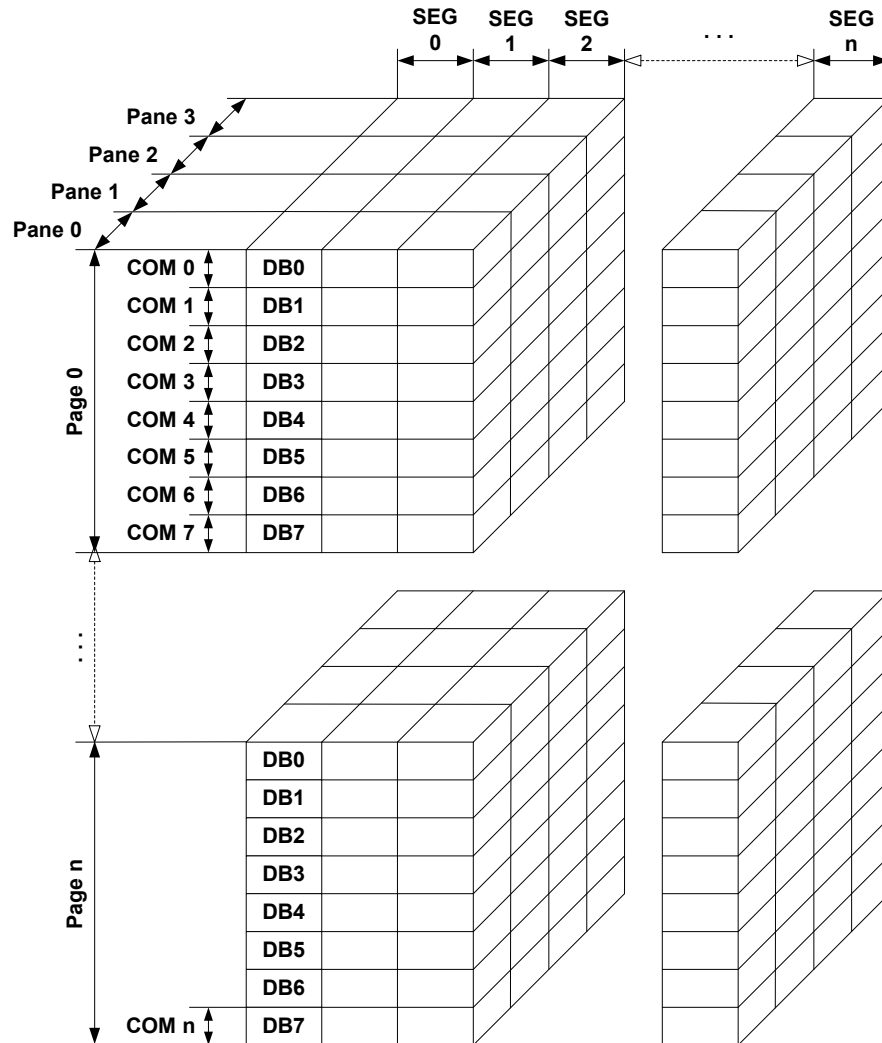 SEG 0
SEG 1
SEG 2
. . .
SEG n
Pane 3
Pane 2
Pane 1
Pane 0
Page 0
COM 0 DB0
COM 1 DB1
COM 2 DB2
COM 3 DB3
COM 4 DB4
COM 5 DB5
COM 6 DB6
COM 7 DB7
. . .
Page n
DB0
DB1
DB2
DB3
DB4
DB5
DB6
COM n DB7